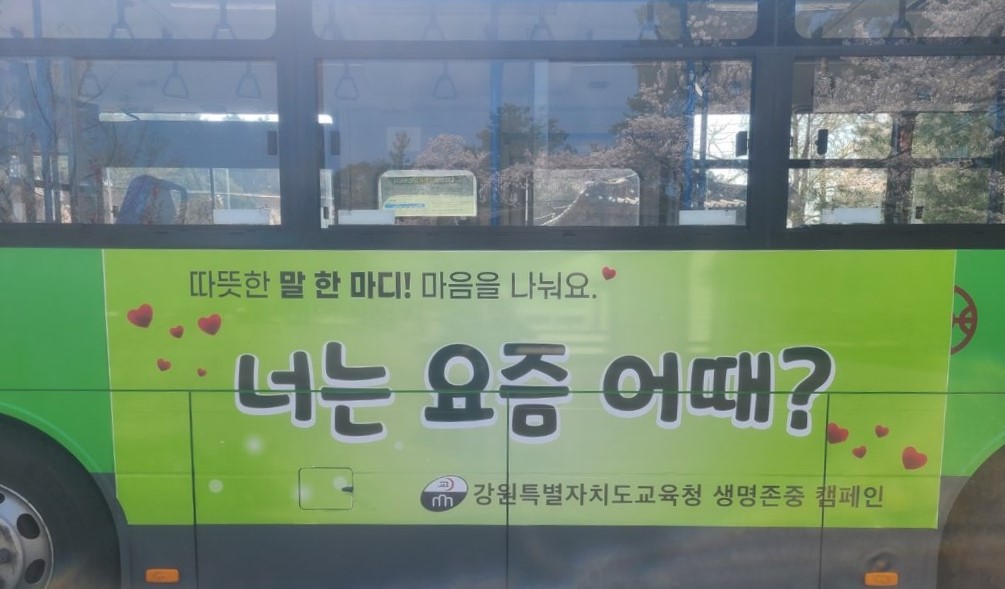 따뜻한 말 한 마디! 마음을 나눠요.
너는 요즘 어때?
교 강원특별자치도교육청 생명존중 캠페인